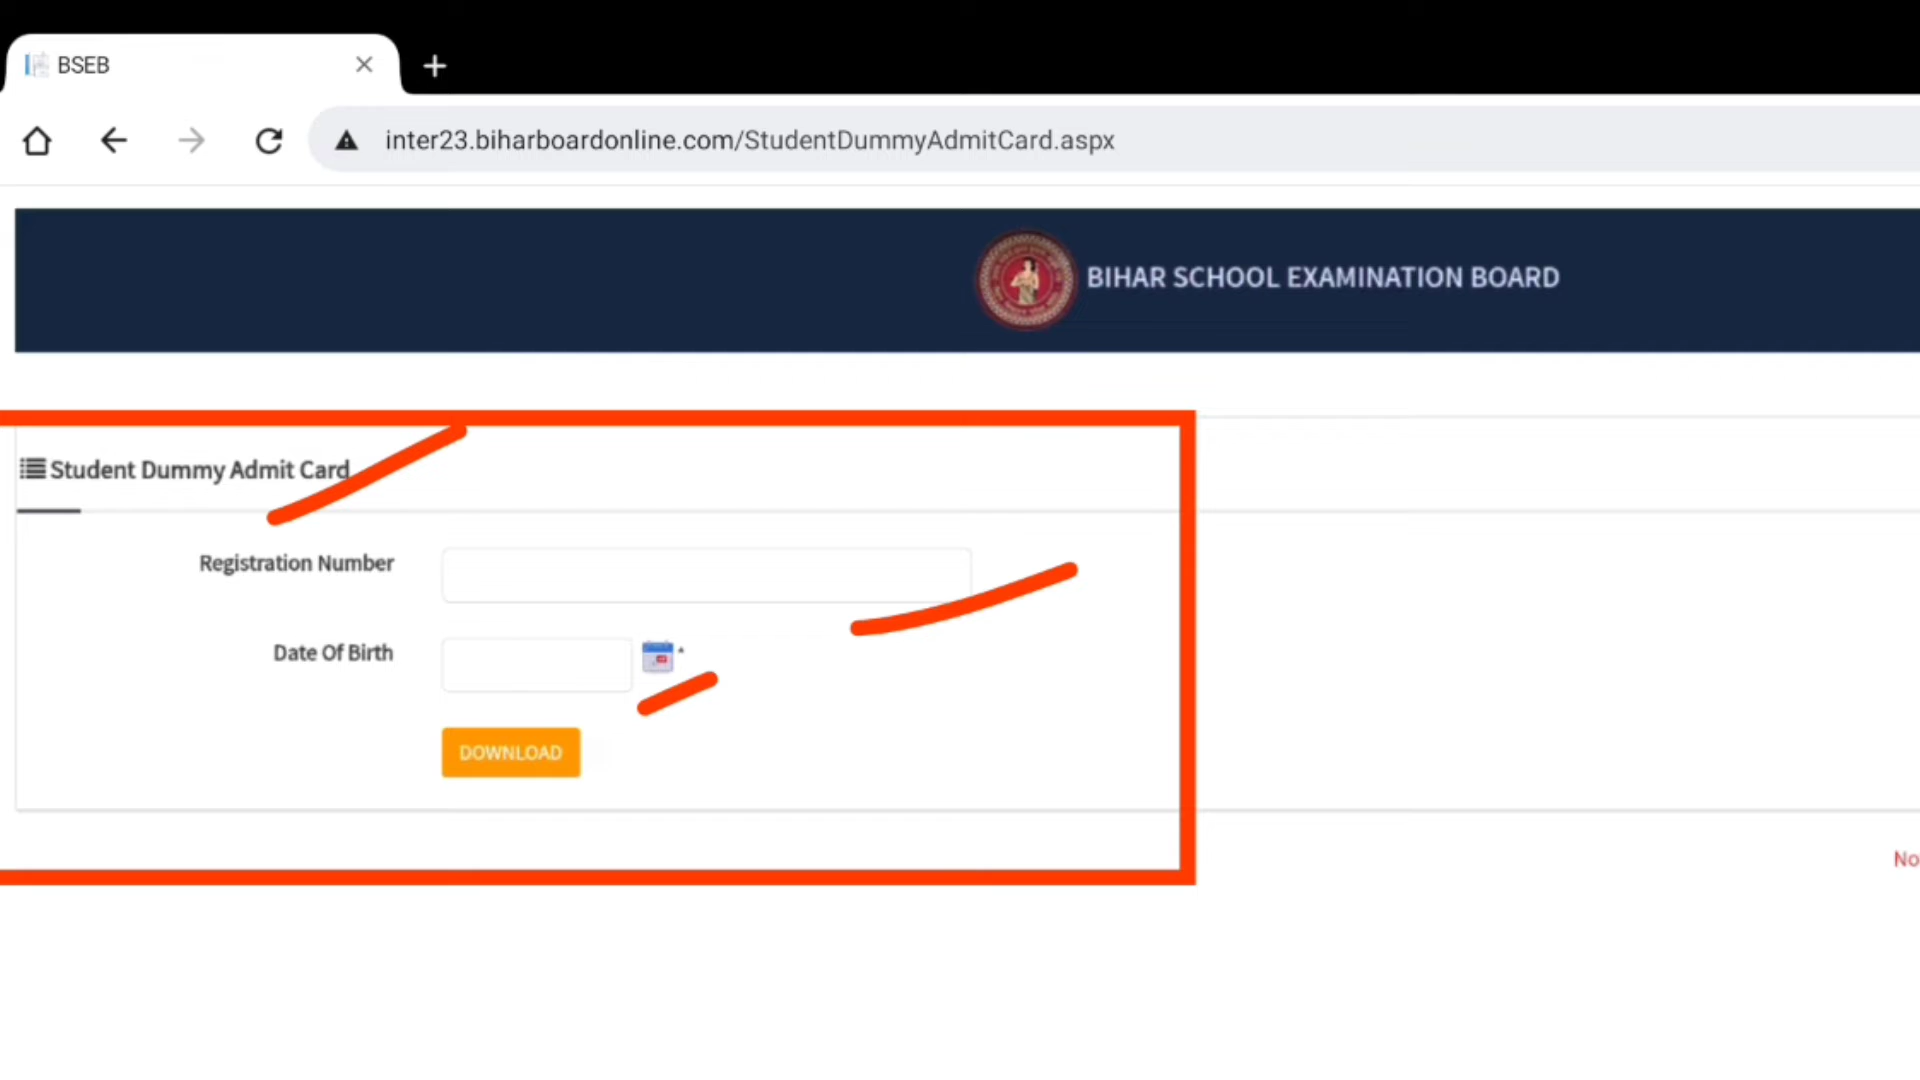 BSEB
inter23.biharboardonline.com/StudentDummyAdmitCard.aspx
BIHAR SCHOOL EXAMINATION BOARD
Student Dummy Admit Card
Registration Number
Date Of Birth
DOWNLOAD
No